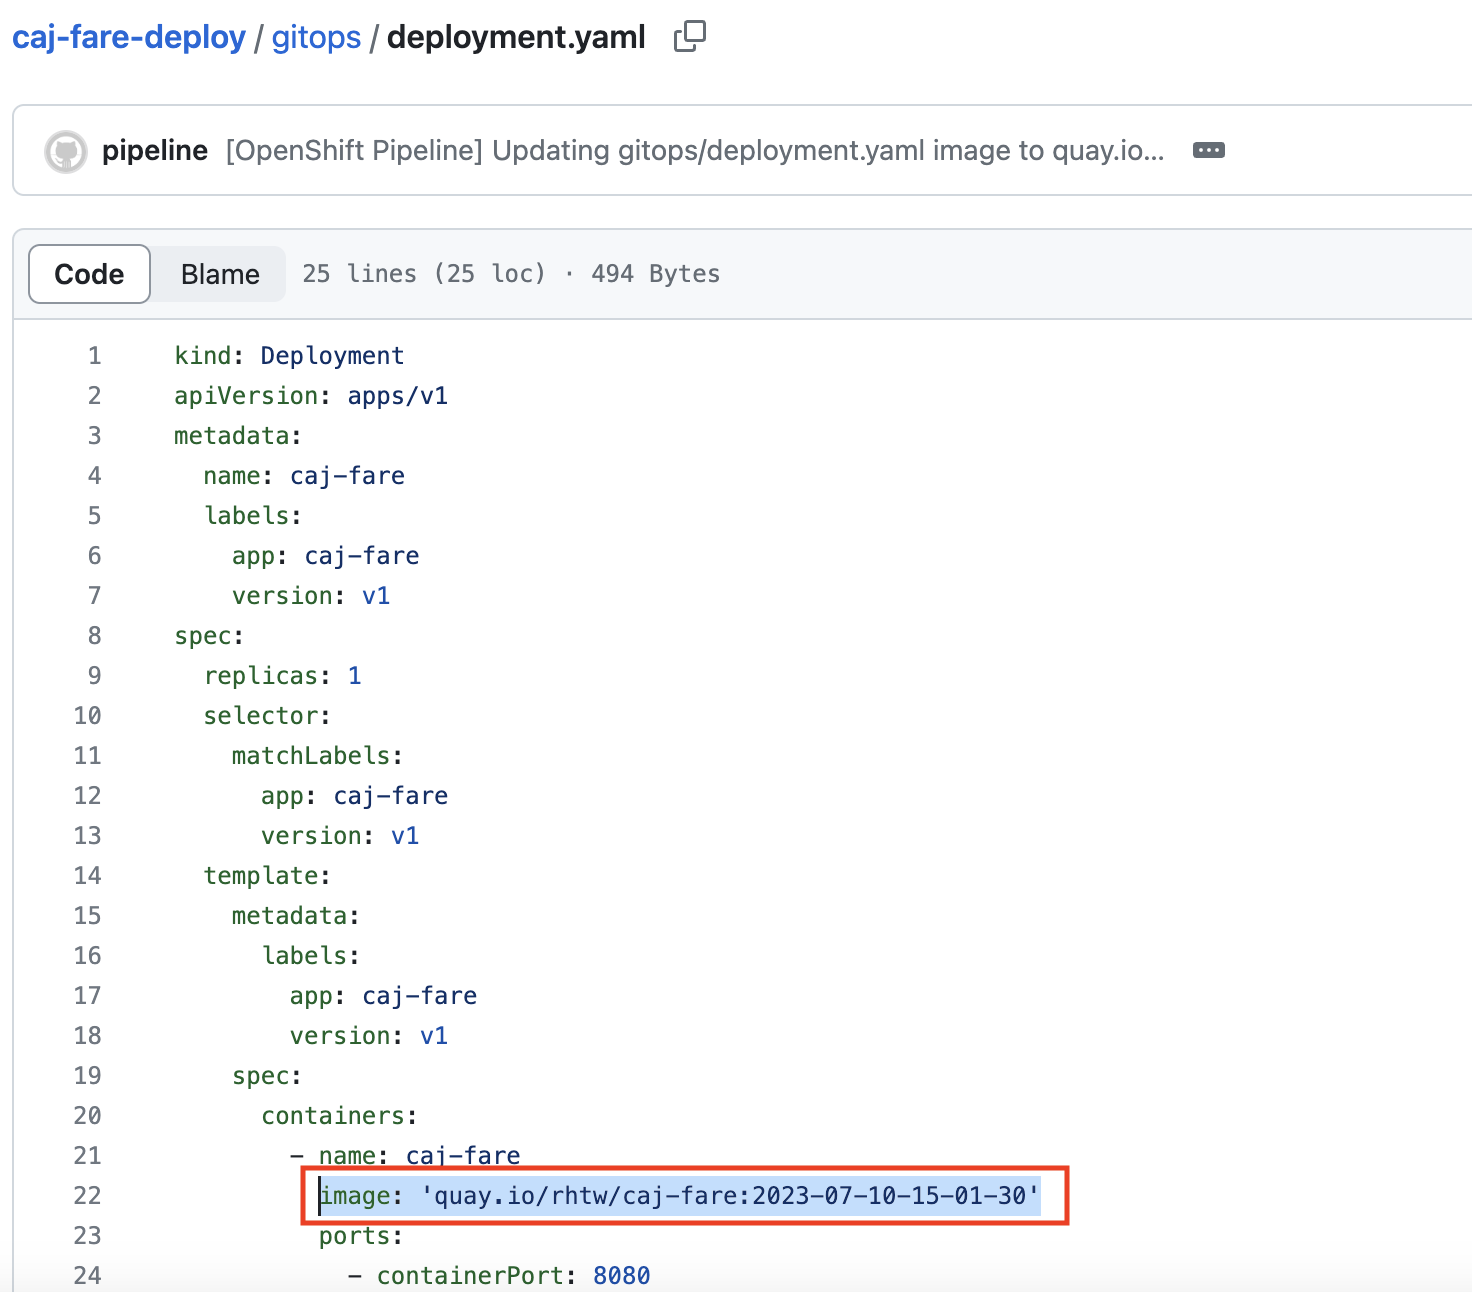 caj-fare-deploy / gitops / deployment.yaml
pipeline [OpenShift Pipeline] Updating gitops/deployment.yaml image to quay.io...
Code Blame 25 lines (25 loc) · 494 Bytes
1 kind: Deployment
2 apiVersion: apps/v1
3 metadata:
4   name: caj-fare
5   labels:
6     app: caj-fare
7     version: v1
8 spec:
9   replicas: 1
10   selector:
11     matchLabels:
12       app: caj-fare
13       version: v1
14   template:
15     metadata:
16       labels:
17         app: caj-fare
18         version: v1
19     spec:
20       containers:
21         - name: caj-fare
22           image: 'quay.io/rhtw/caj-fare:2023-07-10-15-01-30'
23           ports:
24             - containerPort: 8080